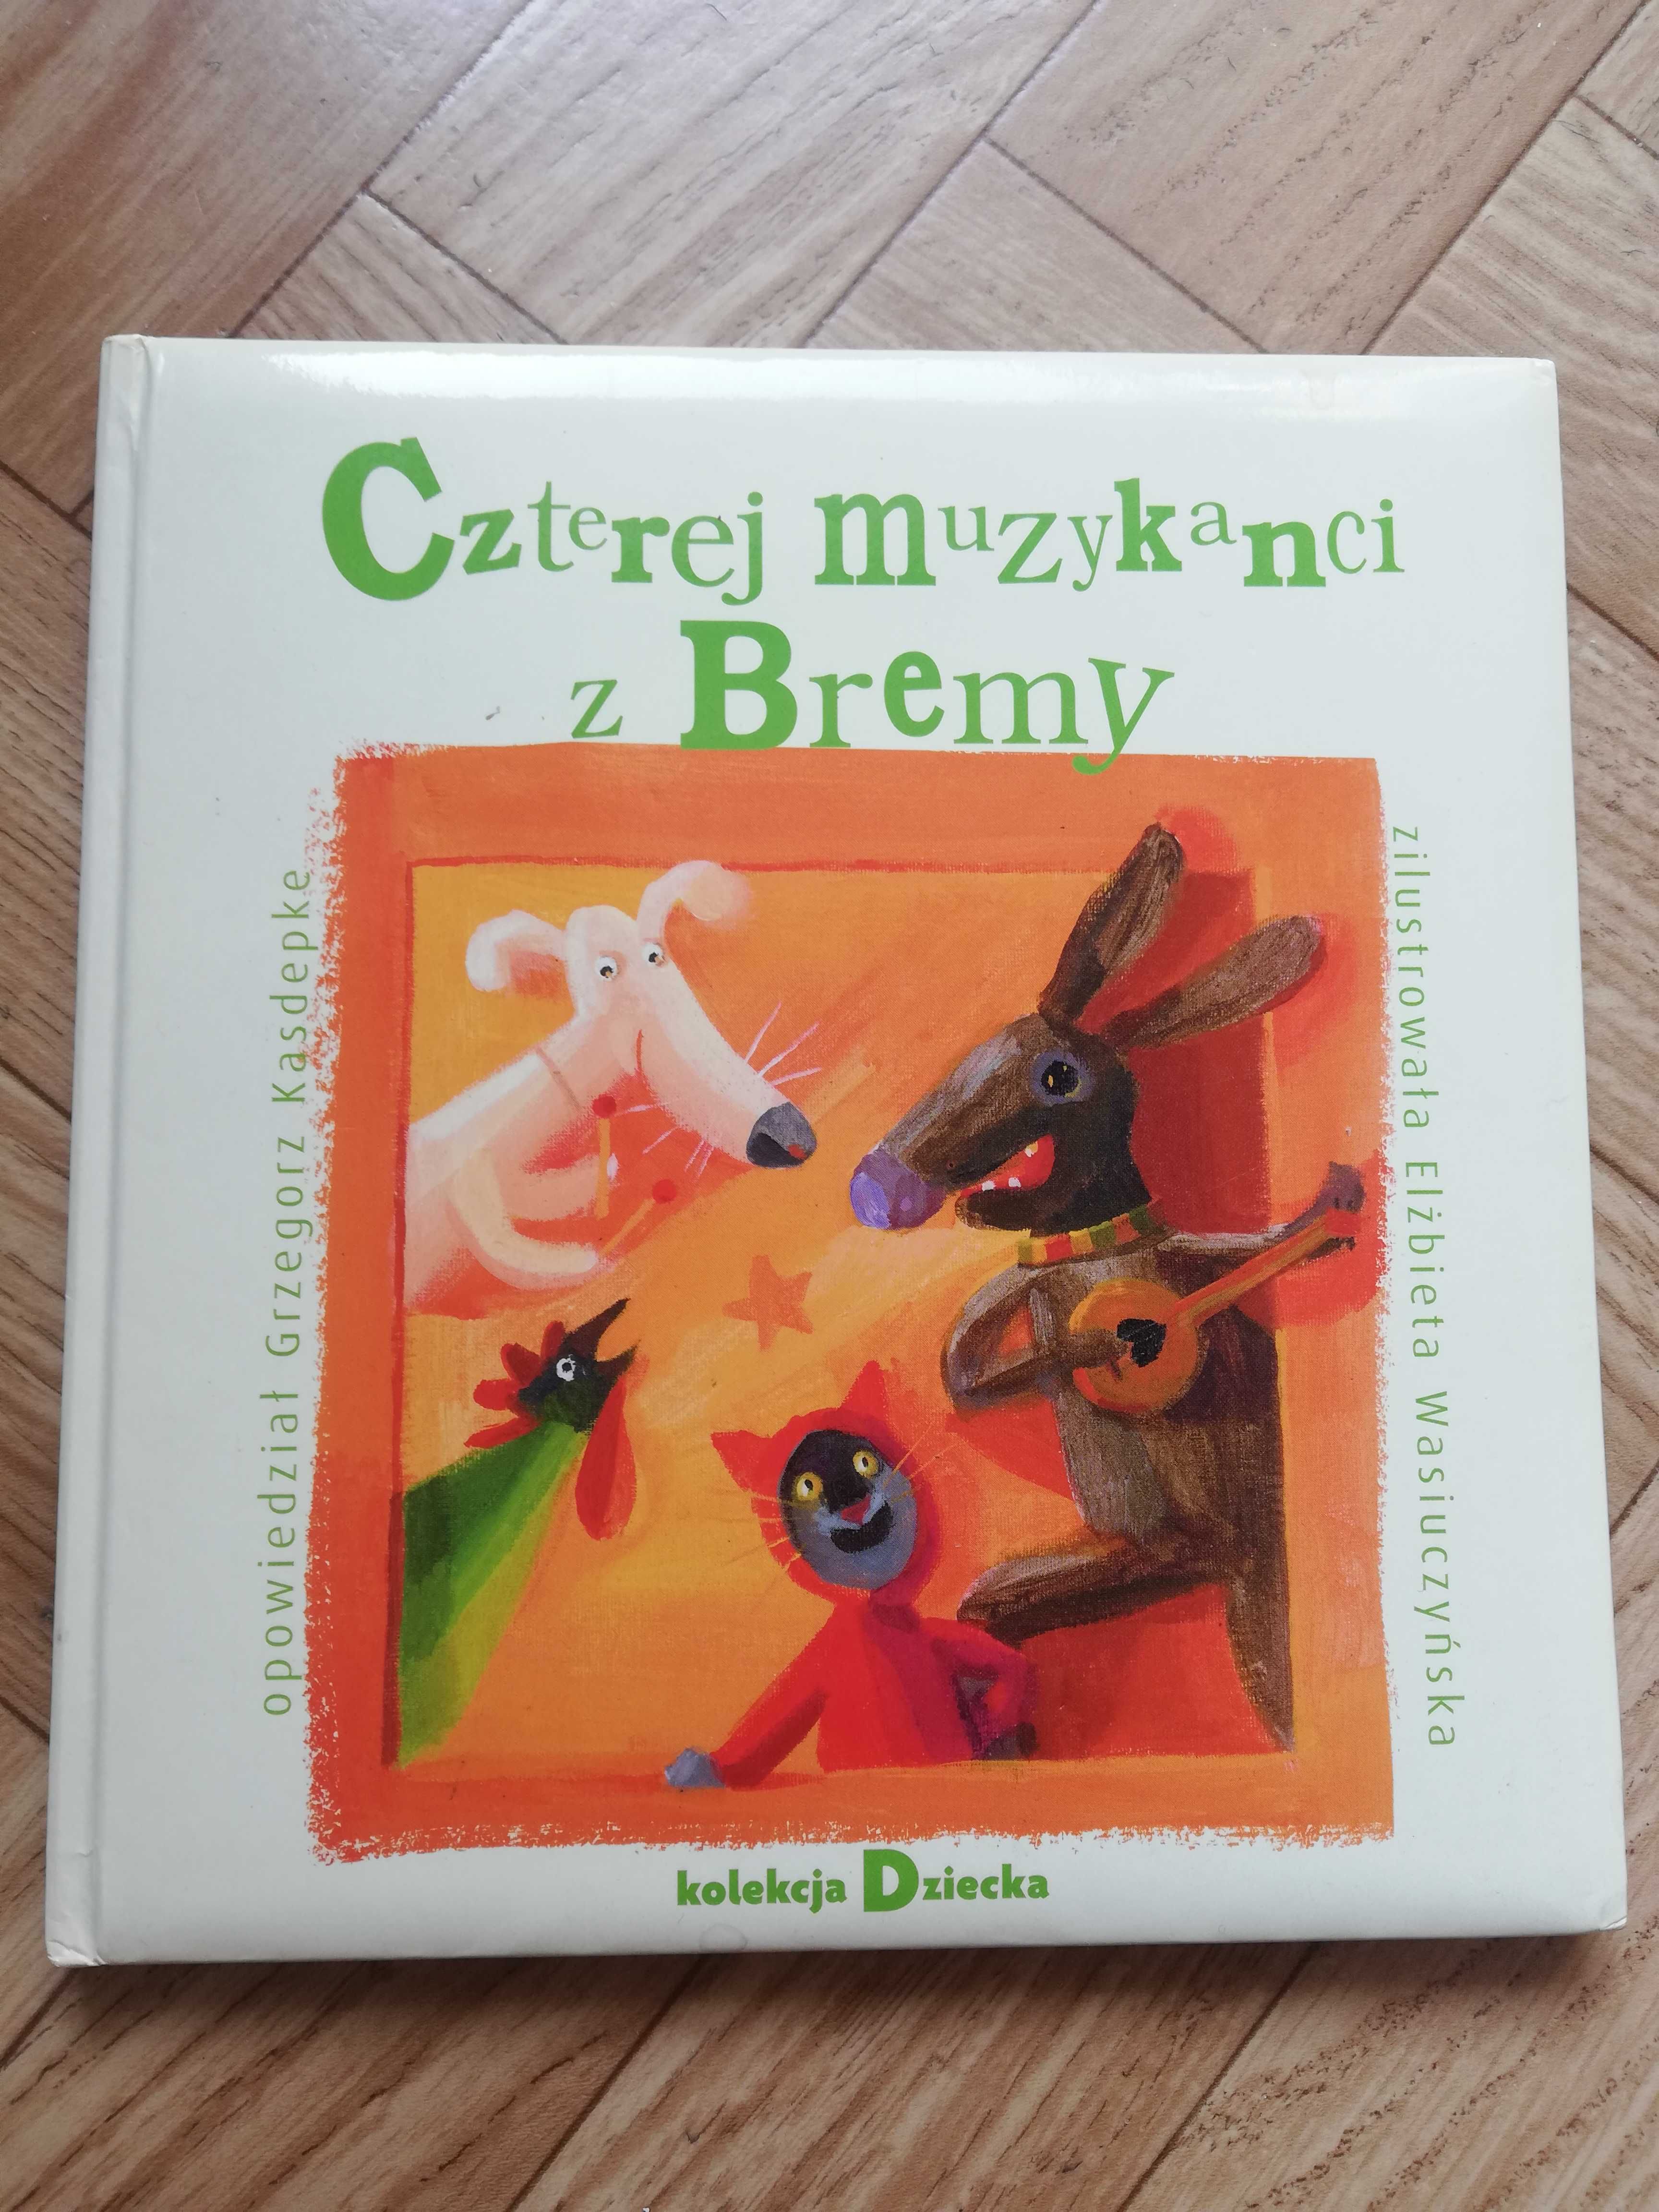 Czterej muzykanci
z Bremy
opowiedział Grzegorz Kasdepke
zilustrowała Elżbieta Wasiuczyńska
kolekcja Dziecka